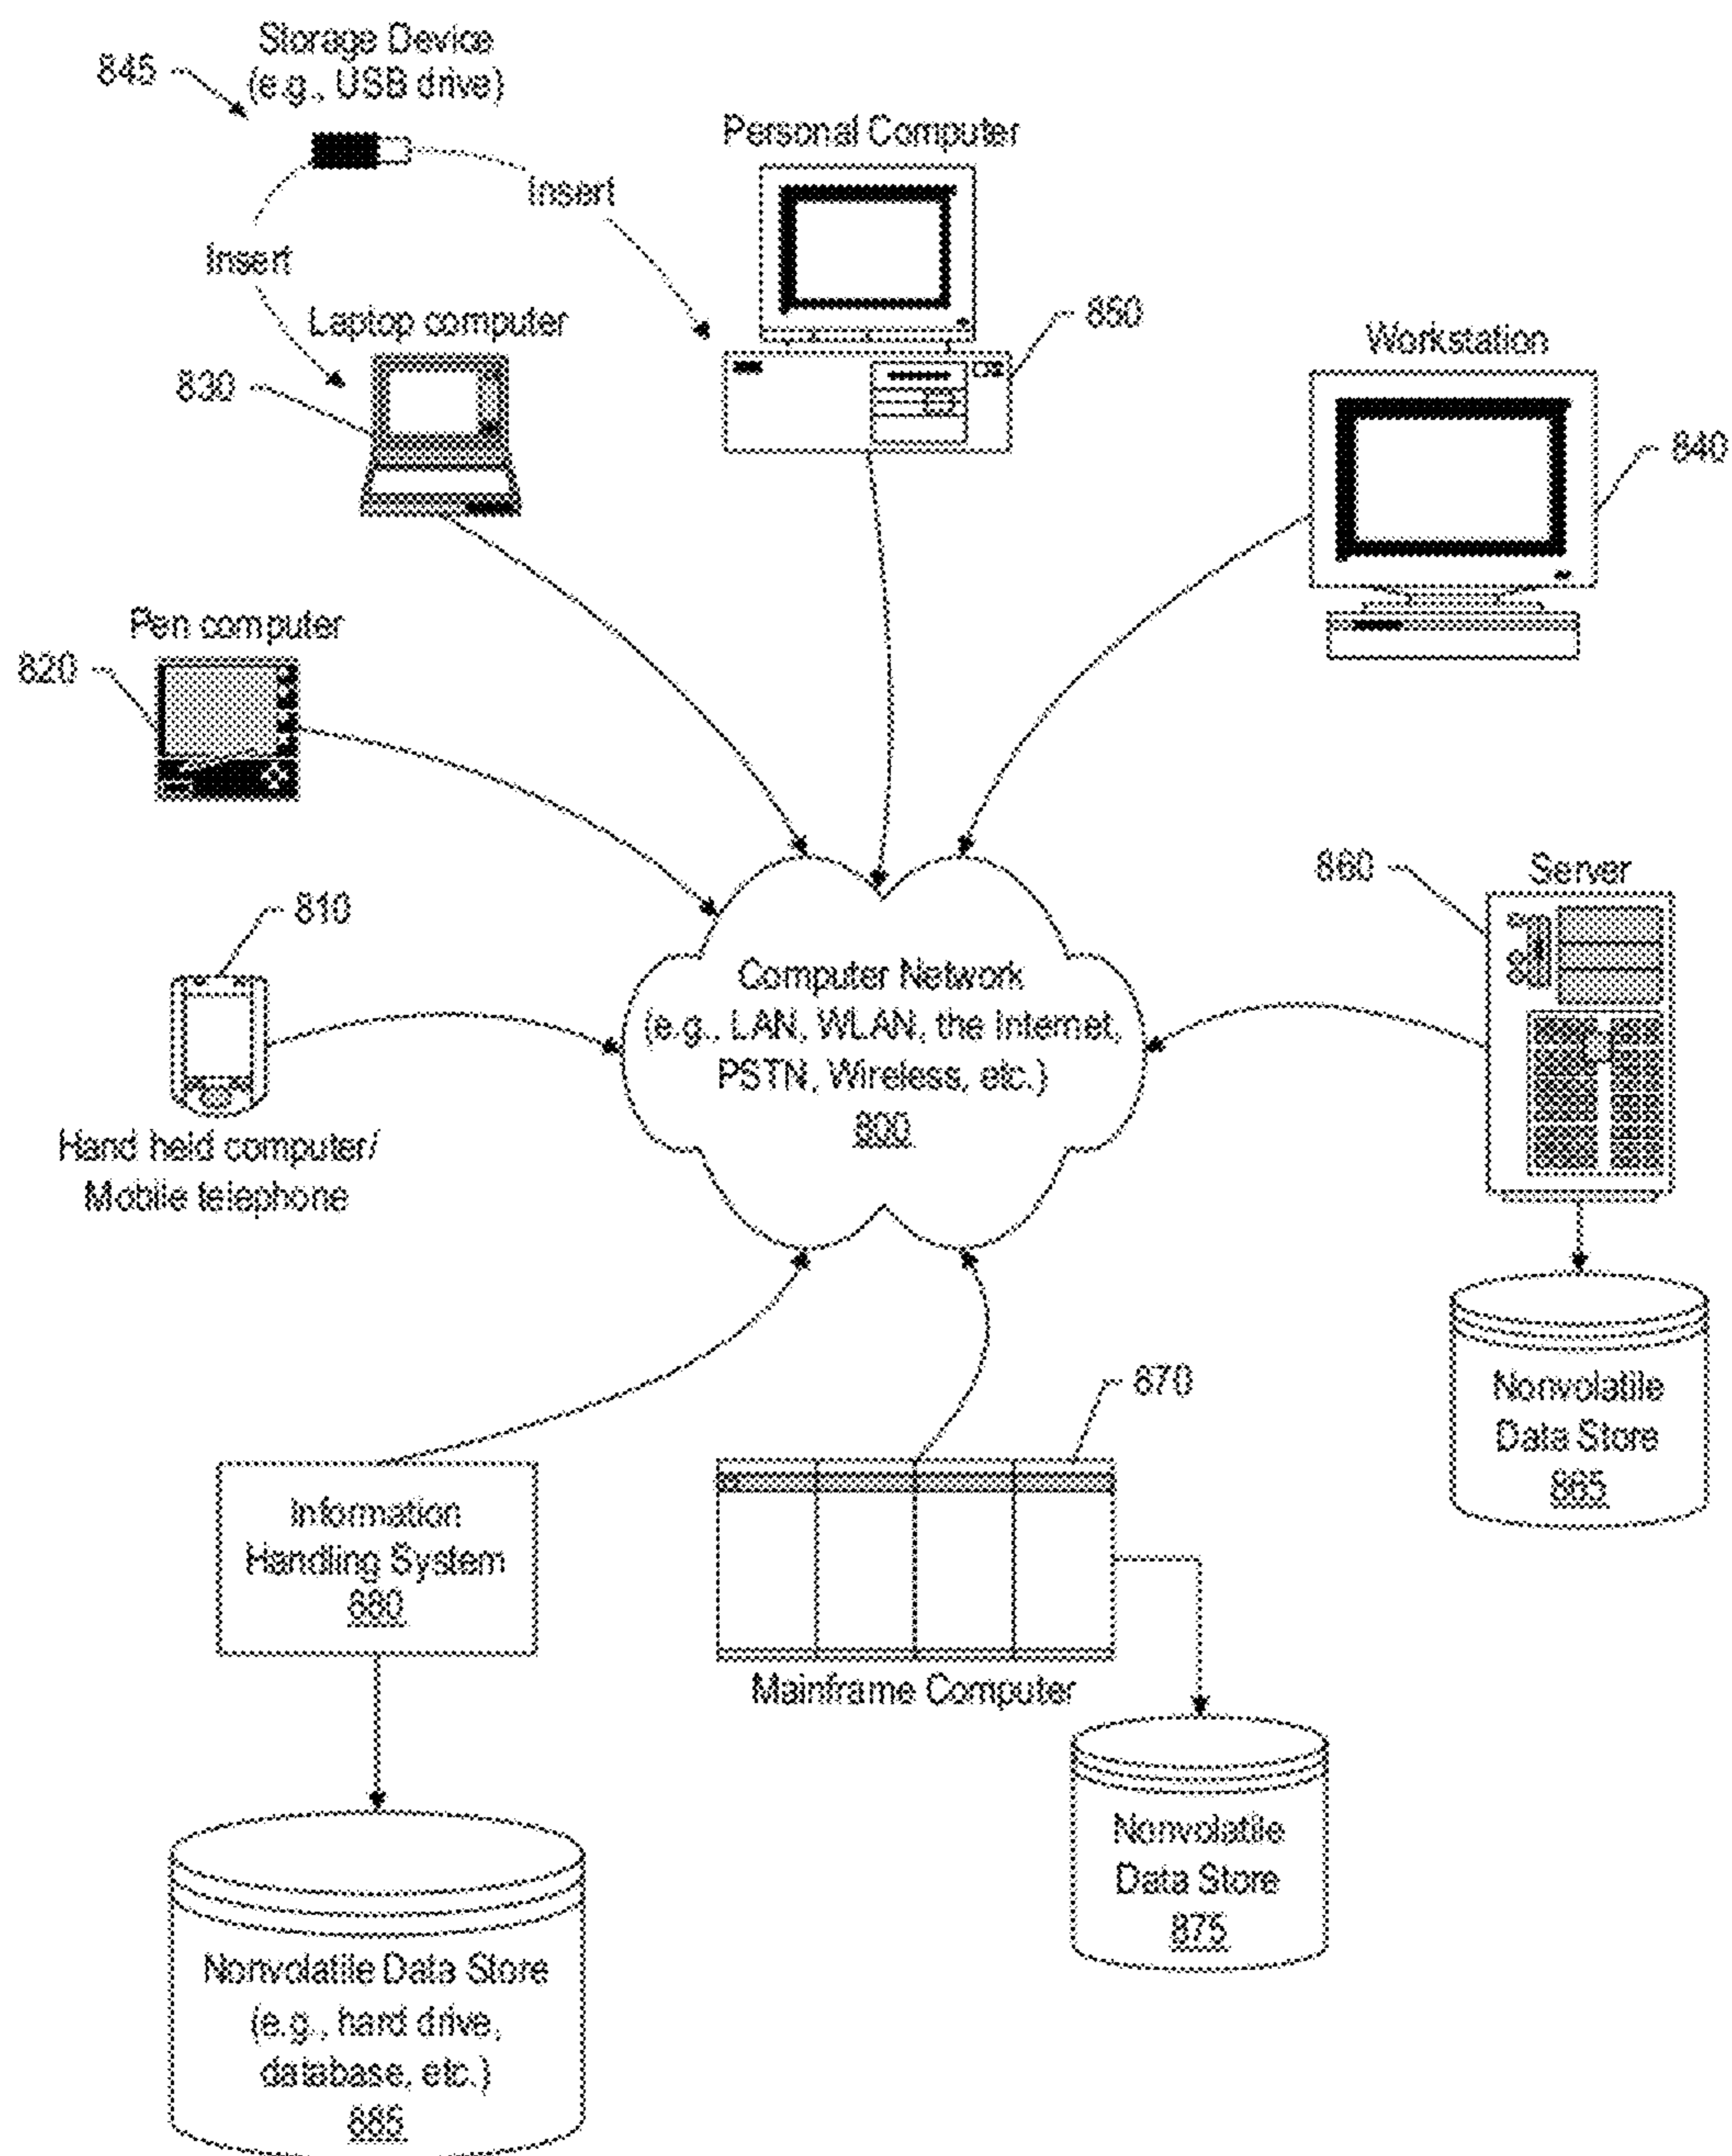 Storage Device
(e.g., USB drive)
845
Insert
Insert
Personal Computer
850
Laptop computer
830
Workstation
840
Pen computer
820
810
Hand held computer/
Mobile telephone
Computer Network
(e.g., LAN, WLAN, the Internet,
PSTN, Wireless, etc.)
800
860
Server
Nonvolatile
Data Store
865
870
Mainframe Computer
Nonvolatile
Data Store
875
Information
Handling System
880
Nonvolatile Data Store
(e.g., hard drive,
database, etc.)
885